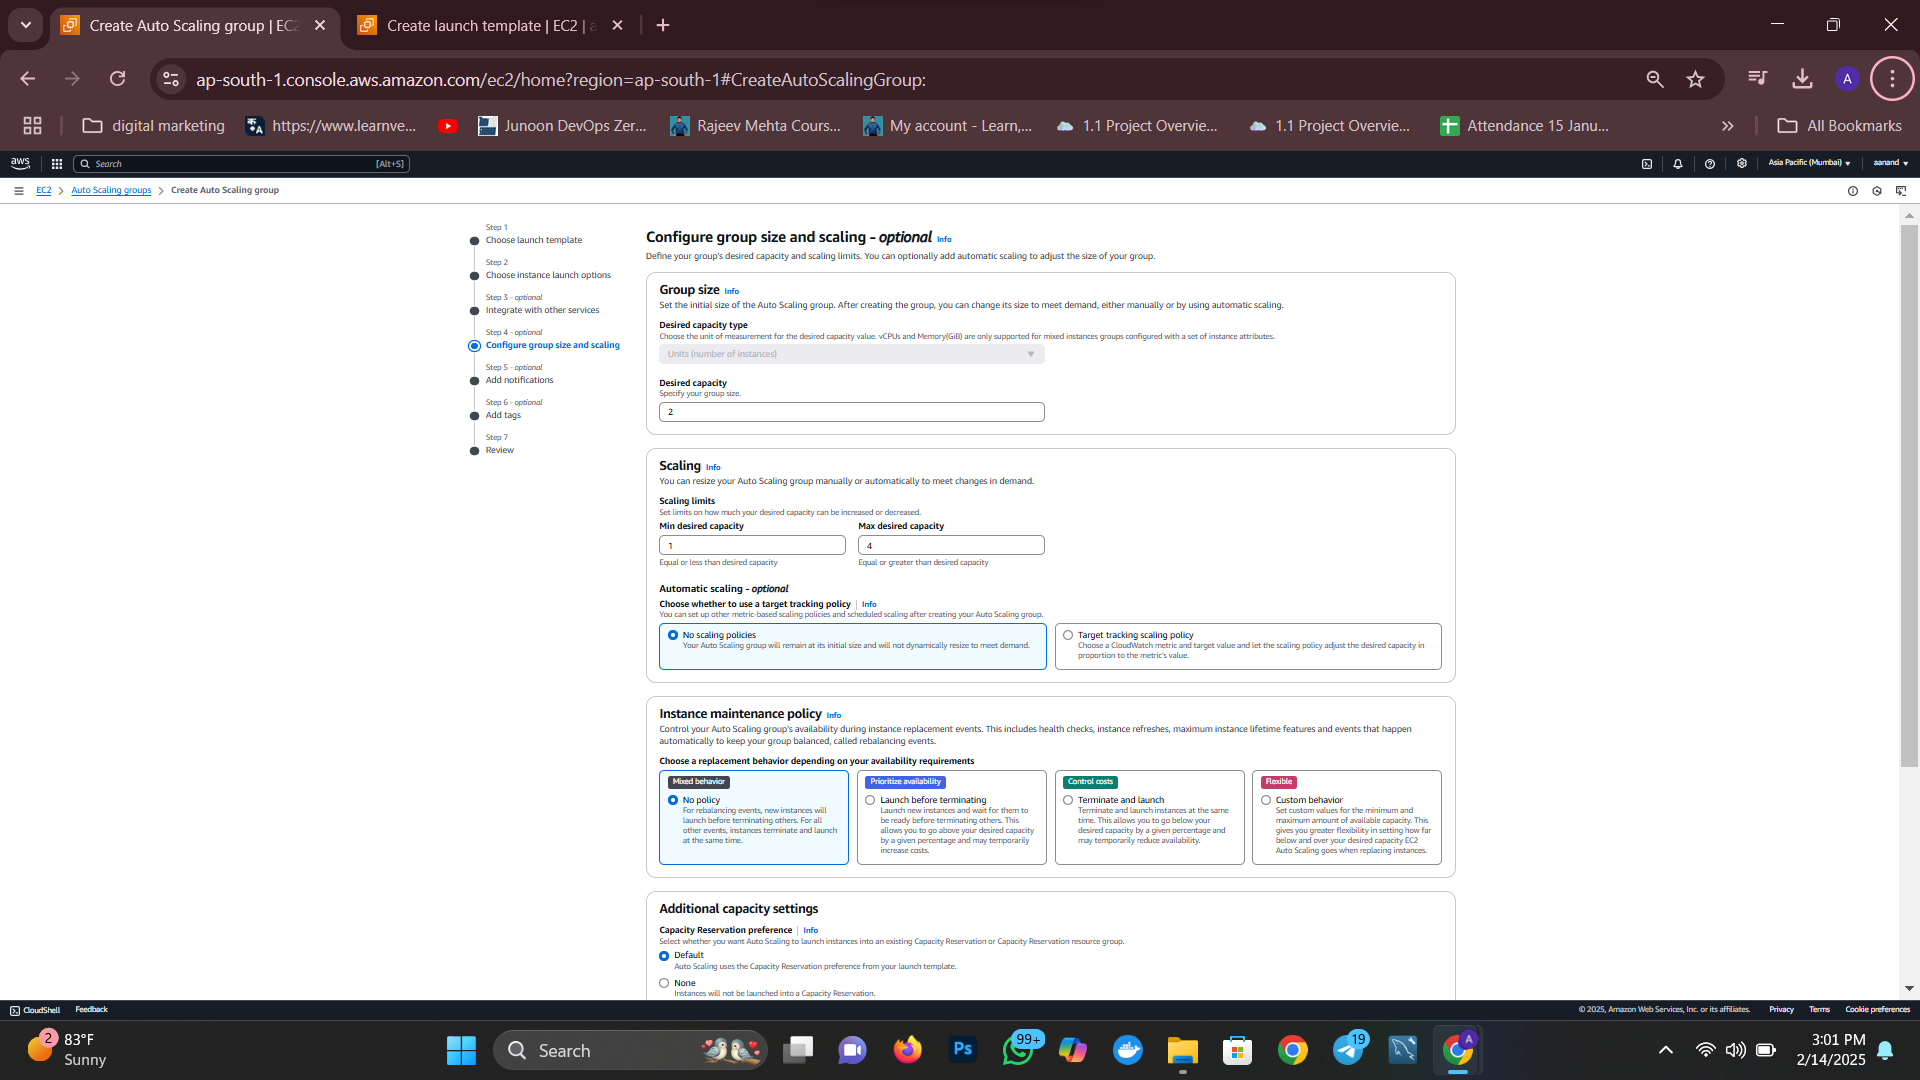 Create Auto Scaling group | EC2
Create launch template | EC2 | a
ap-south-1.console.aws.amazon.com/ec2/home?region=ap-south-1#CreateAutoScalingGroup:
A
digital marketing
https://www.learnve...
Junoon DevOps Zer...
Rajeev Mehta Cours...
My account - Learn,...
1.1 Project Overvie...
1.1 Project Overvie...
Attendance 15 Janu...
All Bookmarks
aws
Search
[Alt+S]
Asia Pacific (Mumbai)
aanand
EC2
Auto Scaling groups
Create Auto Scaling group
Step 1
Choose launch template
Step 2
Choose instance launch options
Step 3 - optional
Integrate with other services
Step 4 - optional
Configure group size and scaling
Step 5 - optional
Add notifications
Step 6 - optional
Add tags
Step 7
Review
Configure group size and scaling - optional Info
Define your group's desired capacity and scaling limits. You can optionally add automatic scaling to adjust the size of your group.
Group size Info
Set the initial size of the Auto Scaling group. After creating the group, you can change its size to meet demand, either manually or by using automatic scaling.
Desired capacity type
Choose the unit of measurement for the desired capacity value. vCPUs and Memory(GiB) are only supported for mixed instances groups configured with a set of instance attributes.
Units (number of instances)
Desired capacity
Specify your group size.
2
Scaling Info
You can resize your Auto Scaling group manually or automatically to meet changes in demand.
Scaling limits
Set limits on how much your desired capacity can be increased or decreased.
Min desired capacity
Max desired capacity
1
4
Equal or less than desired capacity
Equal or greater than desired capacity
Automatic scaling - optional
Choose whether to use a target tracking policy Info
You can set up other metric-based scaling policies and scheduled scaling after creating your Auto Scaling group.
No scaling policies
Your Auto Scaling group will remain at its initial size and will not dynamically resize to meet demand.
Target tracking scaling policy
Choose a CloudWatch metric and target value and let the scaling policy adjust the desired capacity in
proportion to the metric's value.
Instance maintenance policy Info
Control your Auto Scaling group's availability during instance replacement events. This includes health checks, instance refreshes, maximum instance lifetime features and events that happen
automatically to keep your group balanced, called rebalancing events.
Choose a replacement behavior depending on your availability requirements
Mixed behavior
No policy
For rebalancing events, new instances will
launch before terminating others. For all
other events, instances terminate and launch
at the same time.
Prioritize availability
Launch before terminating
Launch new instances and wait for them to
be ready before terminating others. This
allows you to go above your desired capacity
by a given percentage and may temporarily
increase costs.
Control costs
Terminate and launch
Terminate and launch instances at the same
time. This allows you to go below your
desired capacity by a given percentage and
may temporarily reduce availability.
Flexible
Custom behavior
Set custom values for the minimum and
maximum amount of available capacity. This
gives you greater flexibility in setting how far
below and over your desired capacity EC2
Auto Scaling goes when replacing instances.
Additional capacity settings
Capacity Reservation preference Info
Select whether you want Auto Scaling to launch instances into an existing Capacity Reservation or Capacity Reservation resource group.
Default
Auto Scaling uses the Capacity Reservation preference from your launch template.
None
Instances will not be launched into a Capacity Reservation.
CloudShell
Feedback
© 2025, Amazon Web Services, Inc. or its affiliates.
Privacy
Terms
Cookie preferences
2
83°F
Sunny
Search
Ps
99+
19
A
3:01 PM
2/14/2025